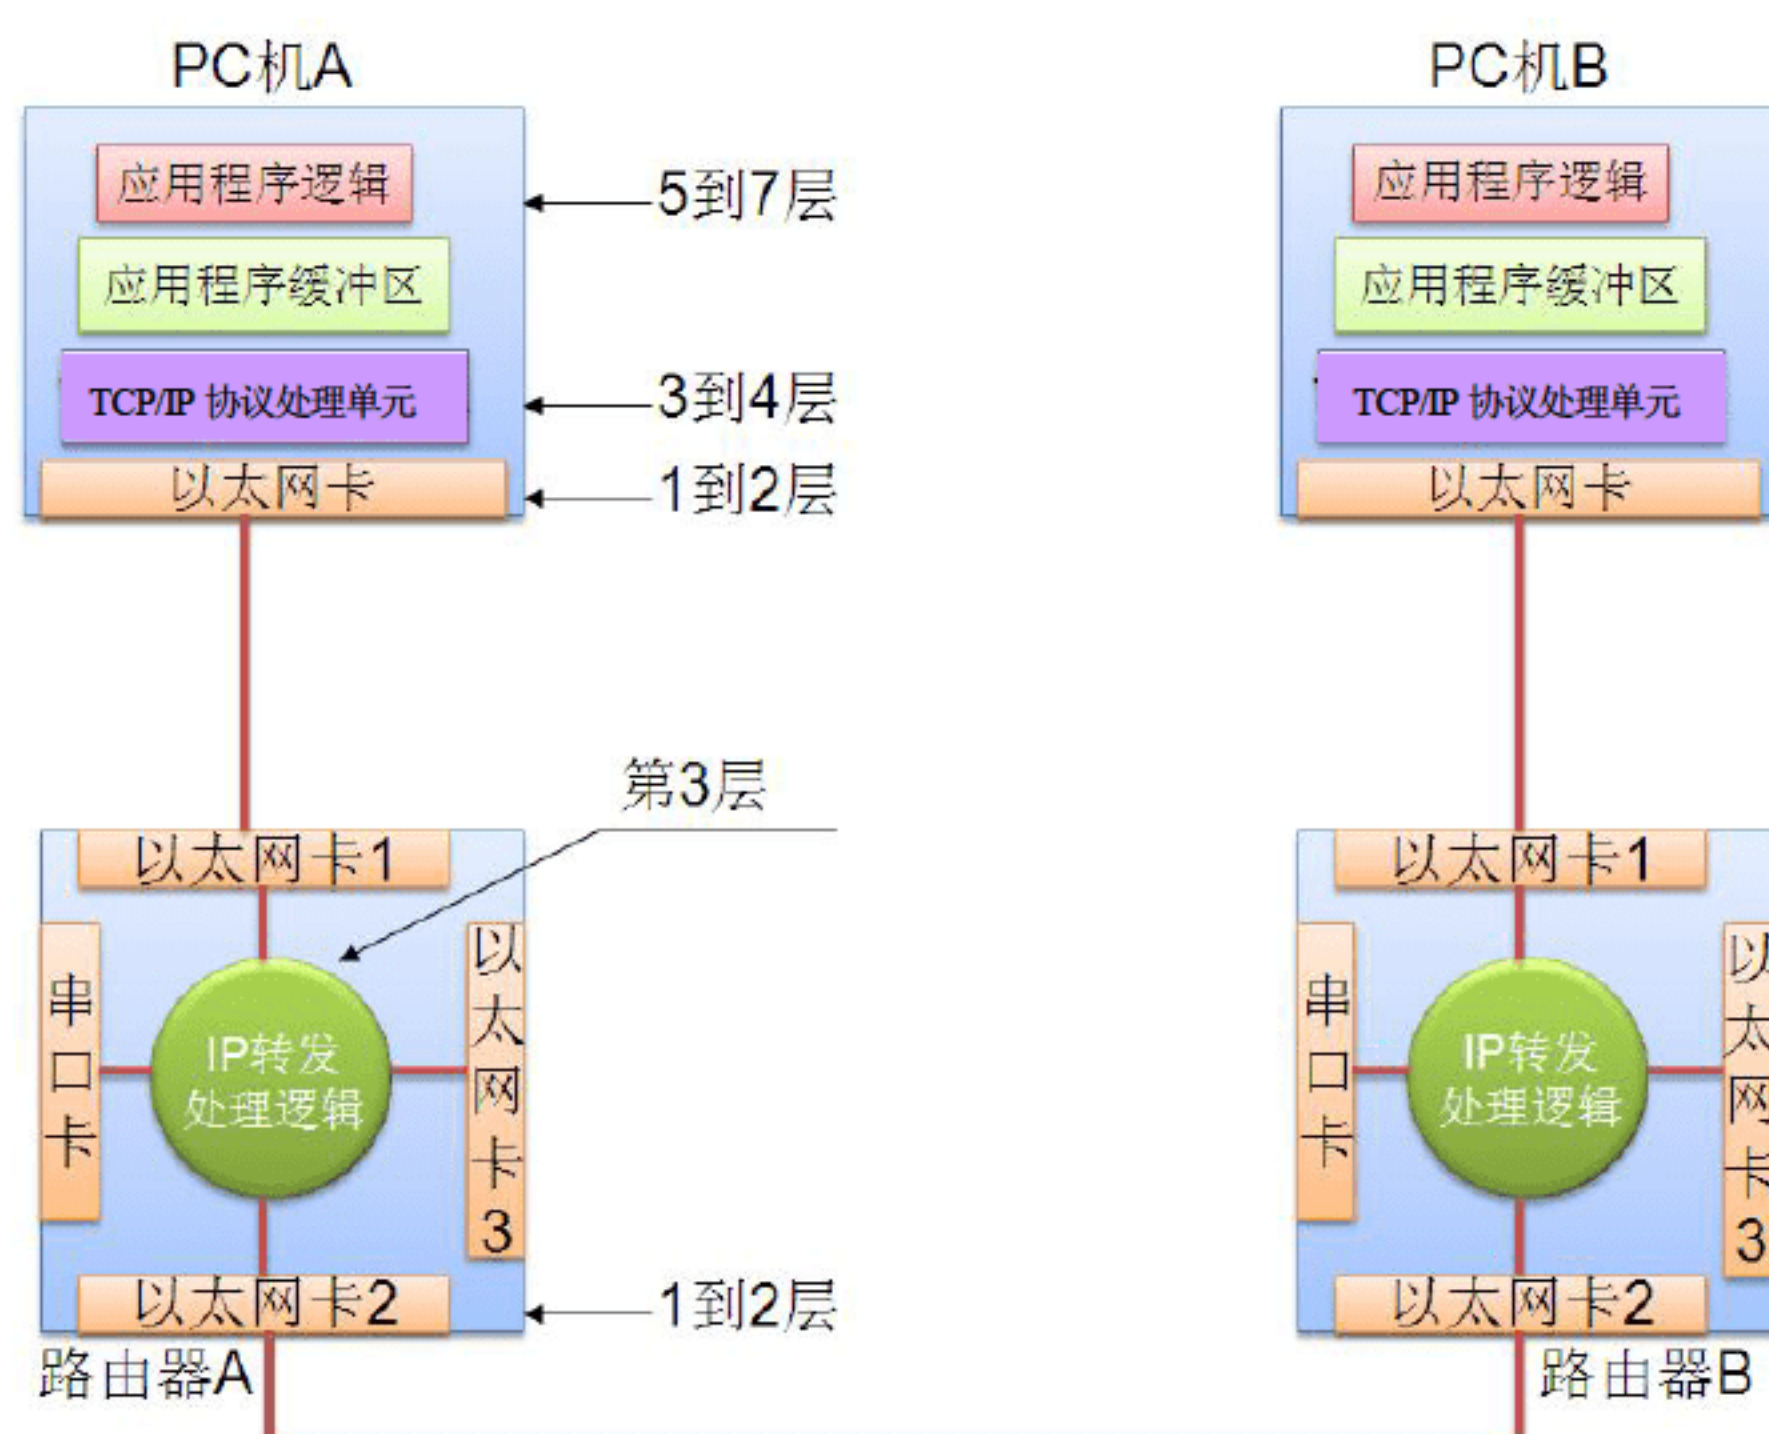 PC机A
应用程序逻辑
应用程序缓冲区
TCP/IP 协议处理单元
以太网卡
5到7层
3到4层
1到2层
PC机B
应用程序逻辑
应用程序缓冲区
TCP/IP 协议处理单元
以太网卡
第3层
以太网卡1
串口卡
IP转发
处理逻辑
以太网卡3
以太网卡2
1到2层
路由器A
以太网卡1
串口卡
IP转发
处理逻辑
以太网卡3
以太网卡2
路由器B